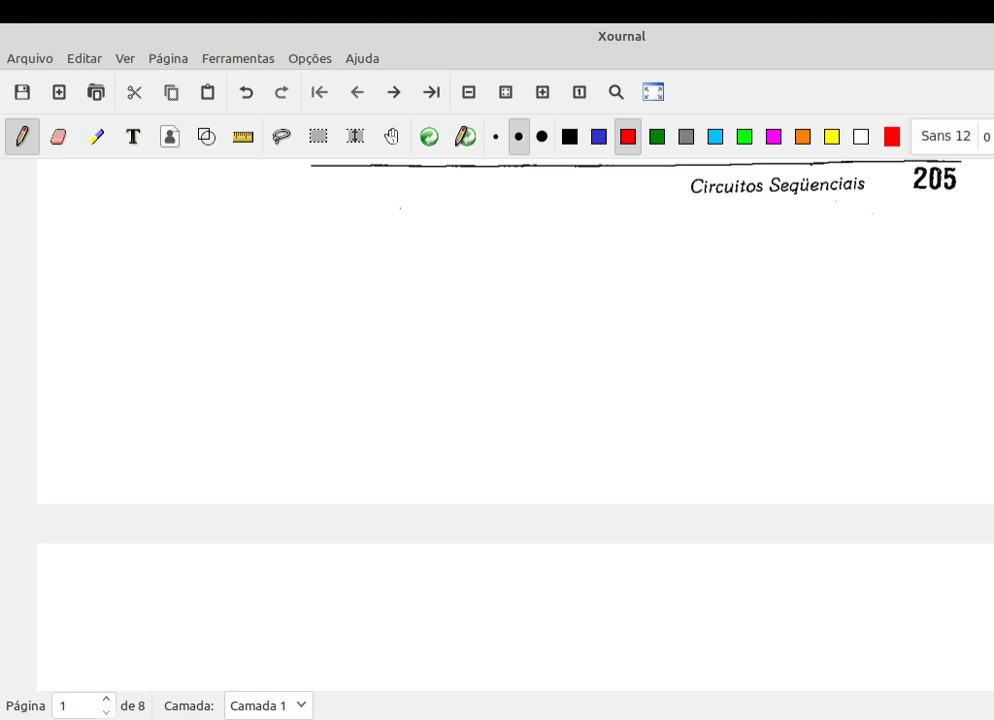 Xournal
Arquivo Editar Ver Página Ferramentas Opções Ajuda
T Sans 12 0
Circuitos Seqüenciais 205
Página 1 de 8 Camada: Camada 1